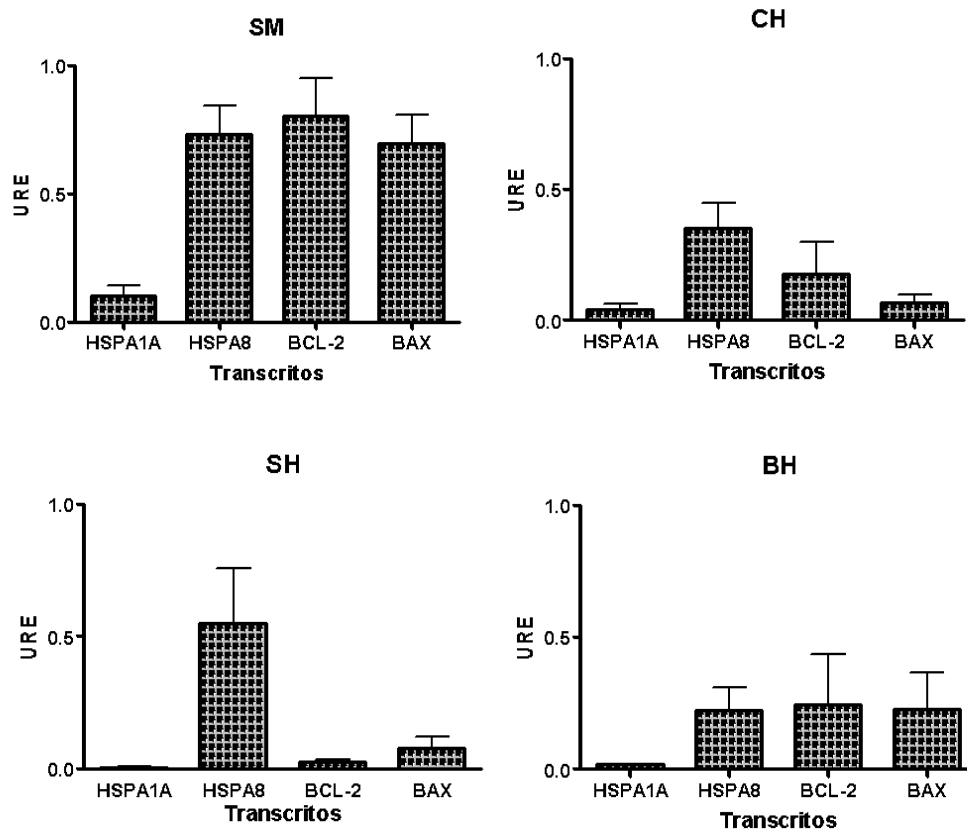 SM
1.0
0.5
0.0
URE
HSPA1A HSPA8 BCL-2 BAX
Transcritos
CH
1.0
0.5
0.0
URE
HSPA1A HSPA8 BCL-2 BAX
Transcritos
SH
1.0
0.5
0.0
URE
HSPA1A HSPA8 BCL-2 BAX
Transcritos
BH
1.0
0.5
0.0
URE
HSPA1A HSPA8 BCL-2 BAX
Transcritos